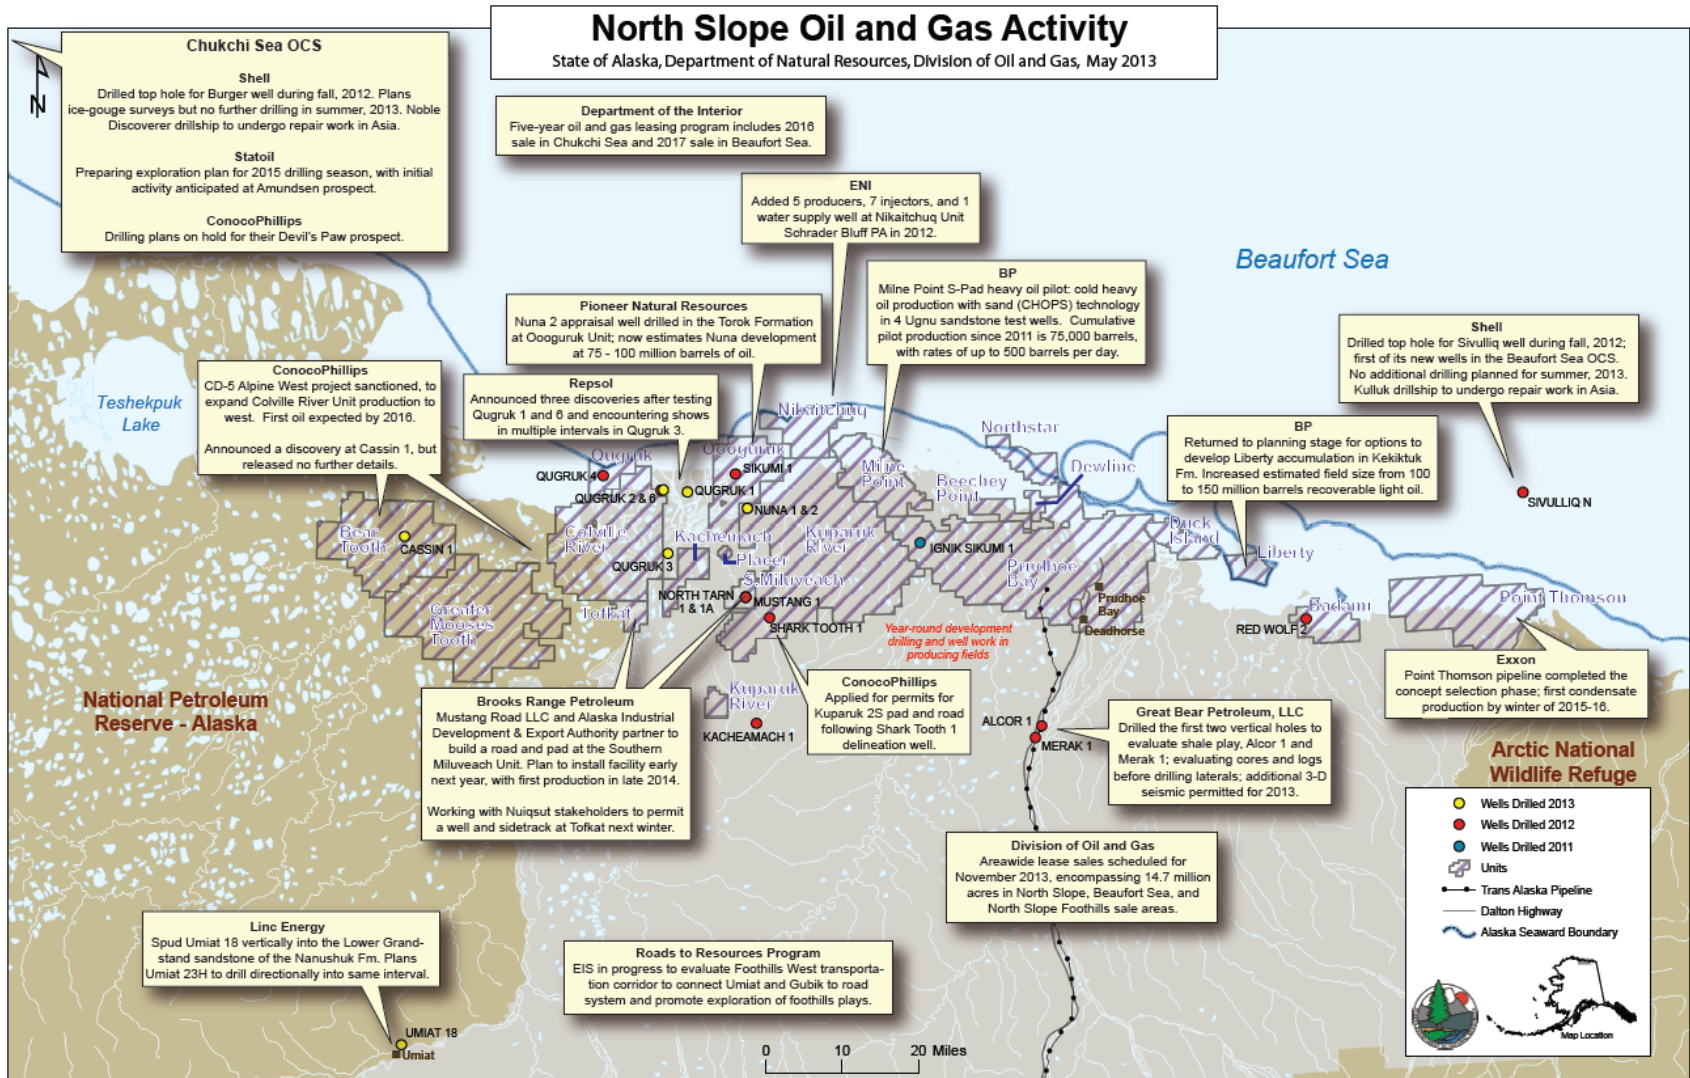 North Slope Oil and Gas Activity
State of Alaska, Department of Natural Resources, Division of Oil and Gas, May 2013
Chukchi Sea OCS
Shell
Drilled top hole for Burger well during fall, 2012. Plans
ice-gouge surveys but no further drilling in summer, 2013. Noble
Discoverer drillship to undergo repair work in Asia.
Statoil
Preparing exploration plan for 2015 drilling season, with initial
activity anticipated at Amundsen prospect.
ConocoPhillips
Drilling plans on hold for their Devil's Paw prospect.
N
Department of the Interior
Five-year oil and gas leasing program includes 2016
sale in Chukchi Sea and 2017 sale in Beaufort Sea.
ENI
Added 5 producers, 7 injectors, and 1
water supply well at Nikaitchuq Unit
Schrader Bluff PA in 2012.
Beaufort Sea
BP
Milne Point S-Pad heavy oil pilot: cold heavy
oil production with sand (CHOPS) technology
in 4 Ugnu sandstone test wells. Cumulative
pilot production since 2011 is 75,000 barrels,
with rates of up to 500 barrels per day.
Pioneer Natural Resources
Nuna 2 appraisal well drilled in the Torok Formation
at Oooguruk Unit; now estimates Nuna development
at 75 - 100 million barrels of oil.
Shell
Drilled top hole for Sivulliq well during fall, 2012;
first of its new wells in the Beaufort Sea OCS.
No additional drilling planned for summer, 2013.
Kulluk drillship to undergo repair work in Asia.
ConocoPhillips
CD-5 Alpine West project sanctioned, to
expand Colville River Unit production to
west. First oil expected by 2016.
Announced a discovery at Cassin 1, but
released no further details.
Repsol
Announced three discoveries after testing
Qugruk 1 and 6 and encountering shows
in multiple intervals in Qugruk 3.
Teshekpuk
Lake
BP
Returned to planning stage for options to
develop Liberty accumulation in Kekiktuk
Fm. Increased estimated field size from 100
to 150 million barrels recoverable light oil.
Nikaitchuq
Northstar
Oooguruk
Qugruk
Milne
Point
Dewline
Beechey
Point
QUGRUK 4
SIKUMI 1
QUGRUK 2 & 6
QUGRUK 1
NUNA 1 & 2
SIVULLIQ N
Duck
Island
Bear
Tooth
CASSIN 1
Colville
River
Kachemach
Kuparuk
River
IGNIK SIKUMI 1
Liberty
Placer
QUGRUK 3
Prudhoe
Bay
S.Miluveach
NORTH TARN
1 & 1A
MUSTANG 1
Prudhoe
Bay
Deadhorse
Point Thomson
Badami
RED WOLF 2
Greater
Mooses
Tooth
Tofkat
SHARK TOOTH 1
Year-round development
drilling and well work in
producing fields
Exxon
Point Thomson pipeline completed the
concept selection phase; first condensate
production by winter of 2015-16.
National Petroleum
Reserve - Alaska
Brooks Range Petroleum
Mustang Road LLC and Alaska Industrial
Development & Export Authority partner to
build a road and pad at the Southern
Miluveach Unit. Plan to install facility early
next year, with first production in late 2014.
Working with Nuiqsut stakeholders to permit
a well and sidetrack at Tofkat next winter.
Kuparuk
River
KACHEAMACH 1
ConocoPhillips
Applied for permits for
Kuparuk 2S pad and road
following Shark Tooth 1
delineation well.
ALCOR 1
MERAK 1
Great Bear Petroleum, LLC
Drilled the first two vertical holes to
evaluate shale play, Alcor 1 and
Merak 1; evaluating cores and logs
before drilling laterals; additional 3-D
seismic permitted for 2013.
Arctic National
Wildlife Refuge
Division of Oil and Gas
Areawide lease sales scheduled for
November 2013, encompassing 14.7 million
acres in North Slope, Beaufort Sea, and
North Slope Foothills sale areas.
Wells Drilled 2013
Wells Drilled 2012
Wells Drilled 2011
Units
Trans Alaska Pipeline
Dalton Highway
Alaska Seaward Boundary
Map Location
Linc Energy
Spud Umiat 18 vertically into the Lower Grand-
stand sandstone of the Nanushuk Fm. Plans
Umiat 23H to drill directionally into same interval.
Roads to Resources Program
EIS in progress to evaluate Foothills West transporta-
tion corridor to connect Umiat and Gubik to road
system and promote exploration of foothills plays.
UMIAT 18
Umiat
0 10 20 Miles